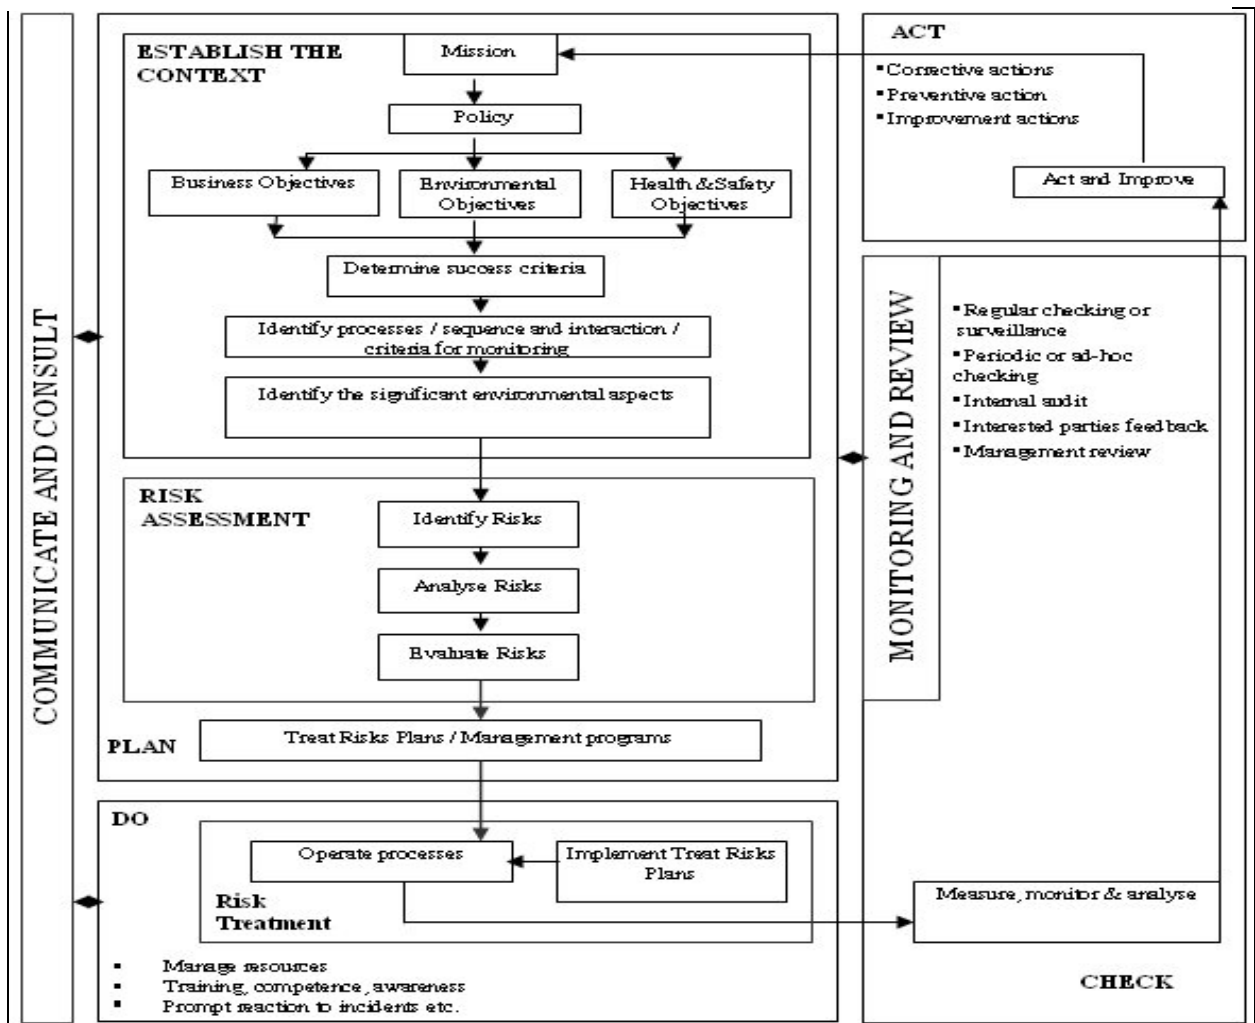 COMMUNICATE AND CONSULT
ESTABLISH THE
CONTEXT
Mission
Policy
Business Objectives
Environmental
Objectives
Health & Safety
Objectives
Determine success criteria
Identify processes / sequence and interaction /
criteria for monitoring
Identify the significant environmental aspects
RISK
ASSESSMENT
Identify Risks
Analyse Risks
Evaluate Risks
PLAN
Treat Risks Plans / Management programs
DO
Operate processes
Implement Treat Risks
Plans
Risk
Treatment
▪ Manage resources
▪ Training, competence, awareness
▪ Prompt reaction to incidents etc.
ACT
▪Corrective actions
▪Preventive action
▪Improvement actions
Act and Improve
MONITORING AND REVIEW
▪Regular checking or
surveillance
▪Periodic or ad-hoc
checking
▪Internal audit
▪Interested parties feedback
▪Management review
Measure, monitor & analyse
CHECK